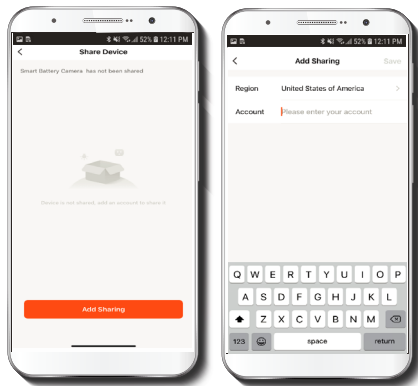 52% 12:11 PM
Share Device
Smart Battery Camera has not been shared
Device is not shared, add an account to share it
Add Sharing
52% 12:11 PM
Add Sharing Save
Region United States of America
Account Please enter your account
Q W E R T Y U I O P
A S D F G H J K L
Z X C V B N M
123 space return